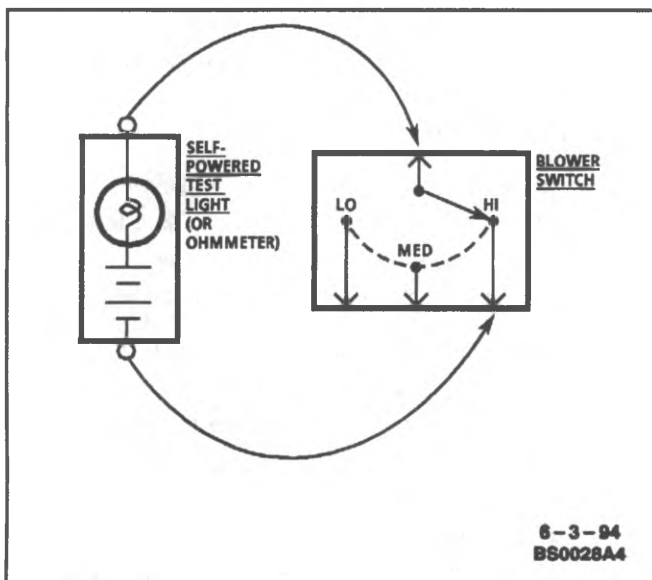 SELF-
POWERED
TEST
LIGHT
(OR
OHMMETER)
BLOWER
SWITCH
LO
HI
MED
6-3-94
BS0028A4